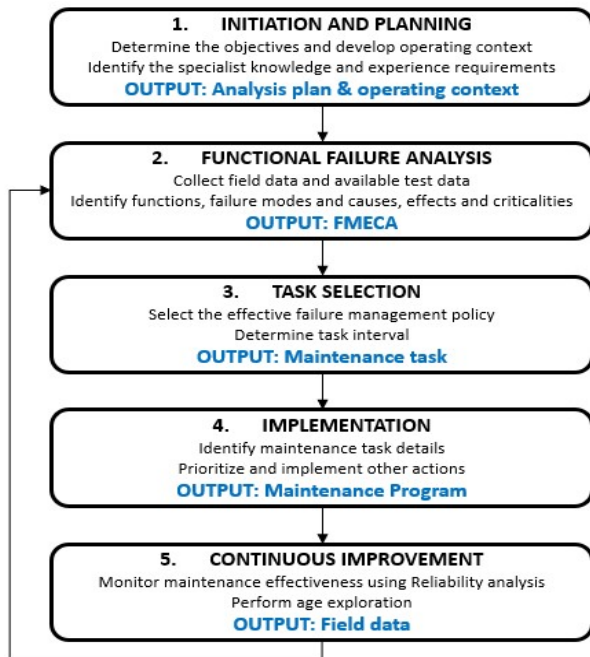 1. INITIATION AND PLANNING
Determine the objectives and develop operating context
Identify the specialist knowledge and experience requirements
OUTPUT: Analysis plan & operating context
2. FUNCTIONAL FAILURE ANALYSIS
Collect field data and available test data
Identify functions, failure modes and causes, effects and criticalities
OUTPUT: FMECA
3. TASK SELECTION
Select the effective failure management policy
Determine task interval
OUTPUT: Maintenance task
4. IMPLEMENTATION
Identify maintenance task details
Prioritize and implement other actions
OUTPUT: Maintenance Program
5. CONTINUOUS IMPROVEMENT
Monitor maintenance effectiveness using Reliability analysis
Perform age exploration
OUTPUT: Field data